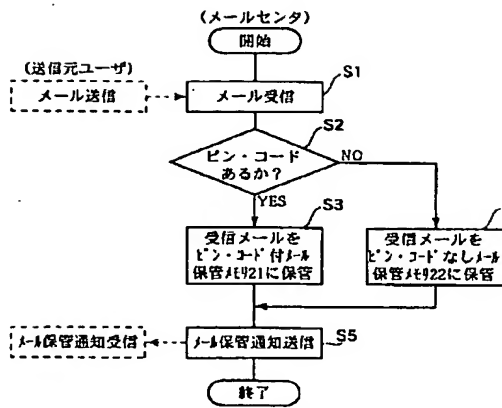 (メールセンタ)
開始
(送信元ユーザ)
メール送信
メール受信
S1
S2
ピン・コード
あるか?
NO
YES
S3
受信メールを
ピン・コード付メール
保管メモリ21に保管
受信メールを
ピン・コードなしメール
保管メモリ22に保管
メール保管通知受信
メール保管通知送信
S5
終了